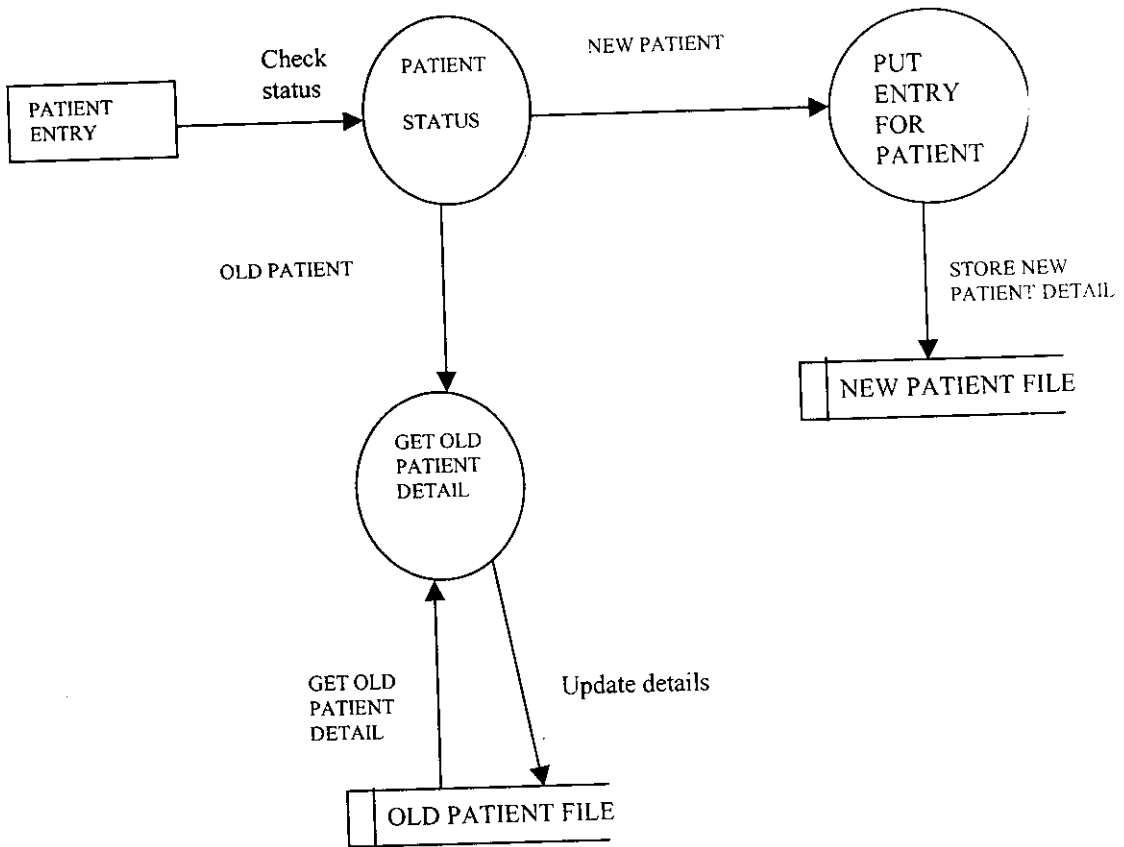 Check
status
PATIENT
ENTRY
PATIENT
STATUS
NEW PATIENT
PUT
ENTRY
FOR
PATIENT
OLD PATIENT
STORE NEW
PATIENT DETAIL
NEW PATIENT FILE
GET OLD
PATIENT
DETAIL
GET OLD
PATIENT
DETAIL
Update details
OLD PATIENT FILE